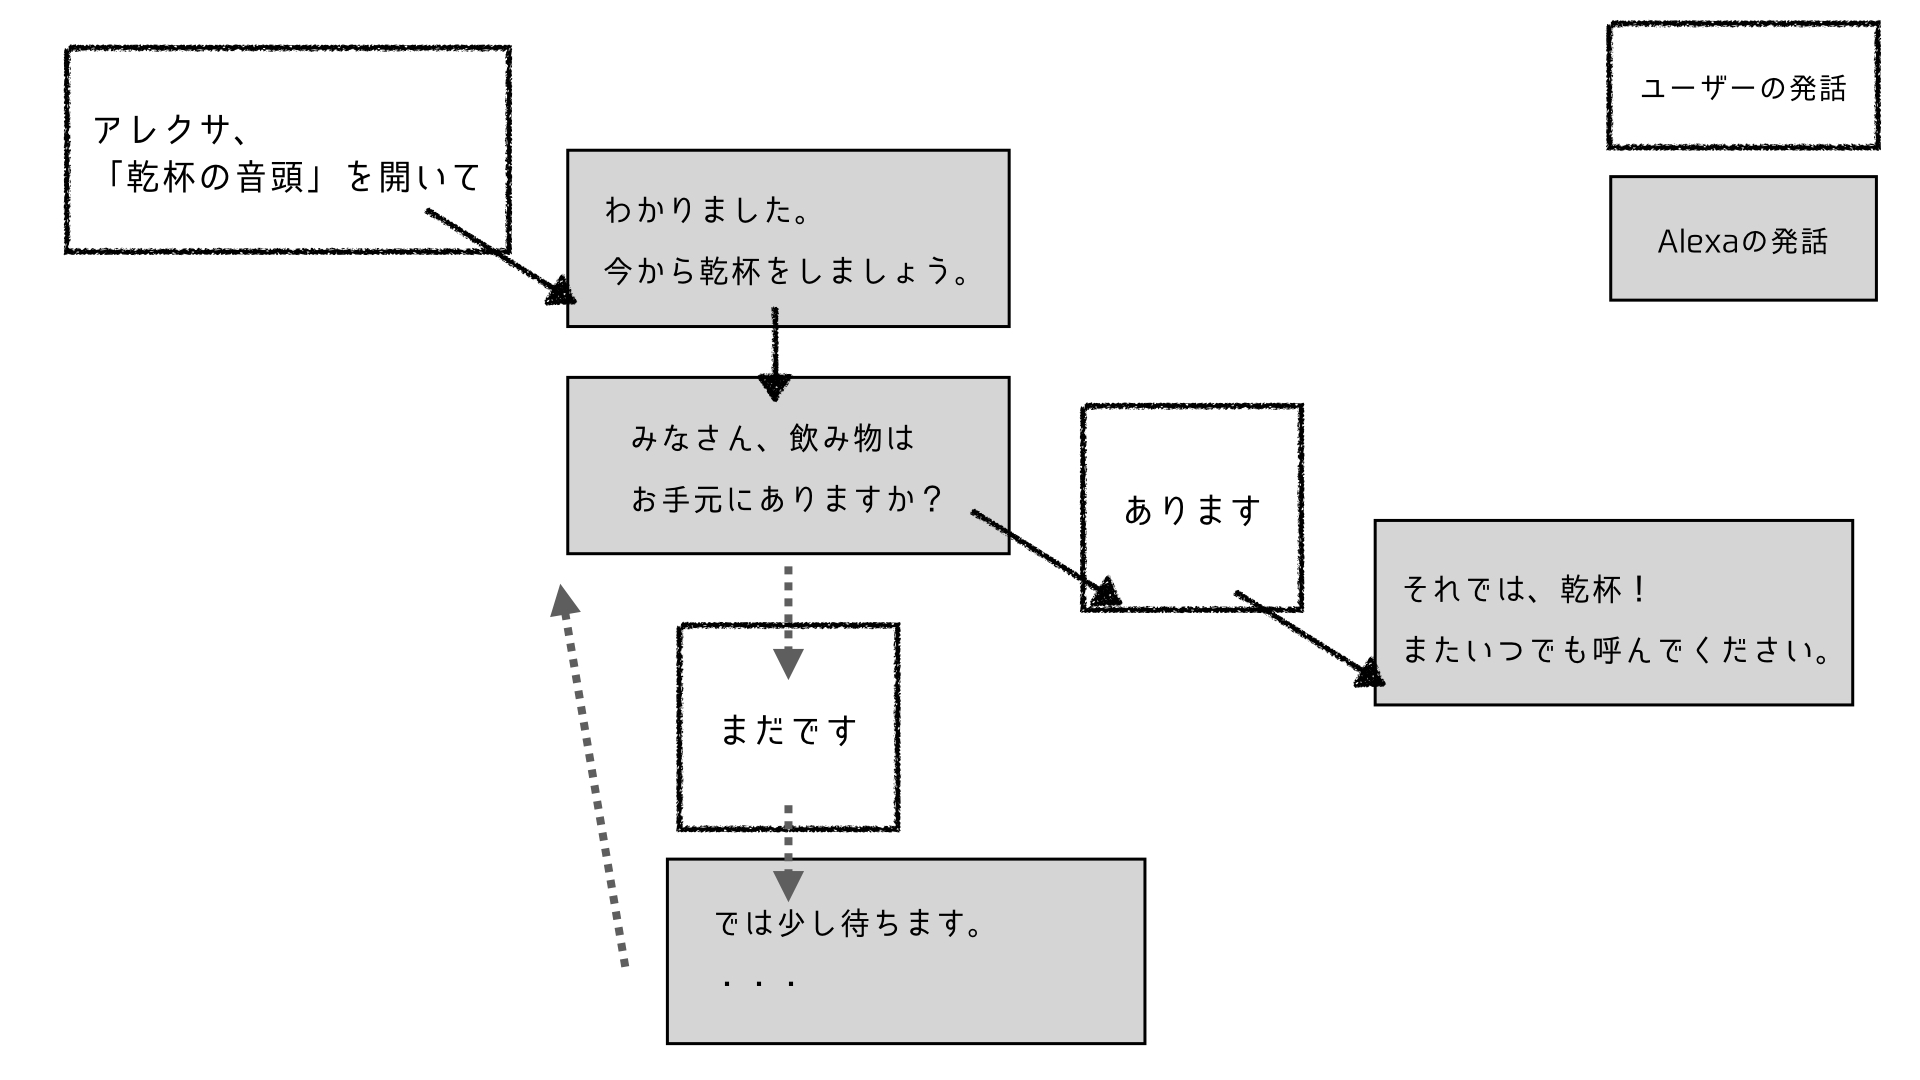 アレクサ、
「乾杯の音頭」を開いて
ユーザーの発話
Alexaの発話
わかりました。
今から乾杯をしましょう。
みなさん、飲み物は
お手元にありますか？
あります
それでは、乾杯！
またいつでも呼んでください。
まだです
では少し待ちます。
・・・